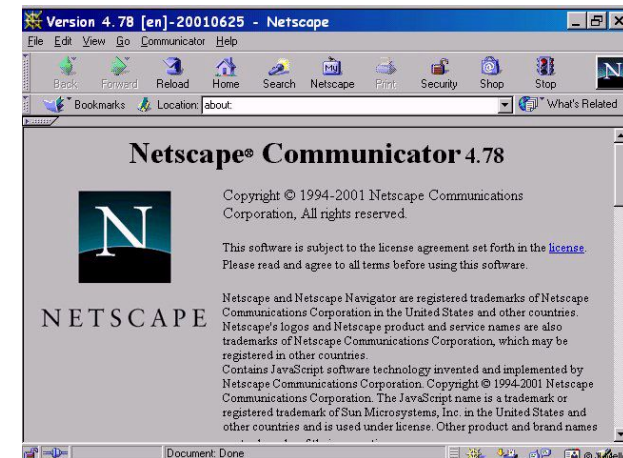 Version 4.78 [en]-20010625 - Netscape
File Edit View Go Communicator Help
Back Forward Reload Home Search Netscape Print Security Shop Stop
Bookmarks Location: about: What's Related
Netscape® Communicator 4.78
Copyright © 1994-2001 Netscape Communications
Corporation, All rights reserved.
This software is subject to the license agreement set forth in the license.
Please read and agree to all terms before using this software.
NETSCAPE
Netscape and Netscape Navigator are registered trademarks of Netscape
Communications Corporation in the United States and other countries.
Netscape's logos and Netscape product and service names are also
trademarks of Netscape Communications Corporation, which may be
registered in other countries.
Contains JavaScript software technology invented and implemented by
Netscape Communications Corporation. Copyright © 1994-2001 Netscape
Communications Corporation. The JavaScript name is a trademark or
registered trademark of Sun Microsystems, Inc. in the United States and
other countries and is used under license. Other product and brand names
Document: Done